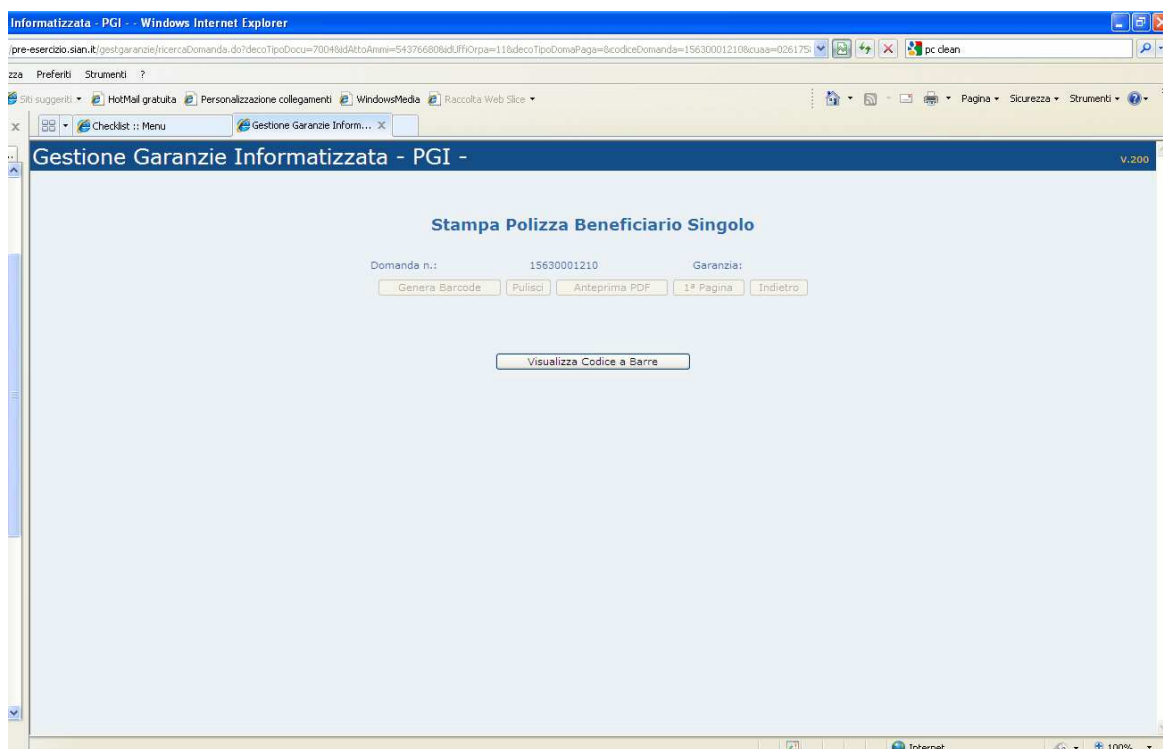 Informatizzata - PGI - - Windows Internet Explorer
/pre-esercizio.sian.it/gestgaranzie/ricercaDomanda.do?decoTipoDocu=7004&idAttoAmmi=54376680&idUffiOrpa=11&decoTipoDomaPaga=&codiceDomanda=15630001210&cuaa=026175 pc clean
zza Preferiti Strumenti ?
Siti suggeriti HotMail gratuita Personalizzazione collegamenti WindowsMedia Raccolta Web Slice Pagina Sicurezza Strumenti
Checklist :: Menu Gestione Garanzie Inform... X
Gestione Garanzie Informatizzata - PGI - V.200
Stampa Polizza Beneficiario Singolo
Domanda n.: 15630001210 Garanzia:
Genera Barcode Pulisci Anteprima PDF 1ª Pagina Indietro
Visualizza Codice a Barre
Internet 100%